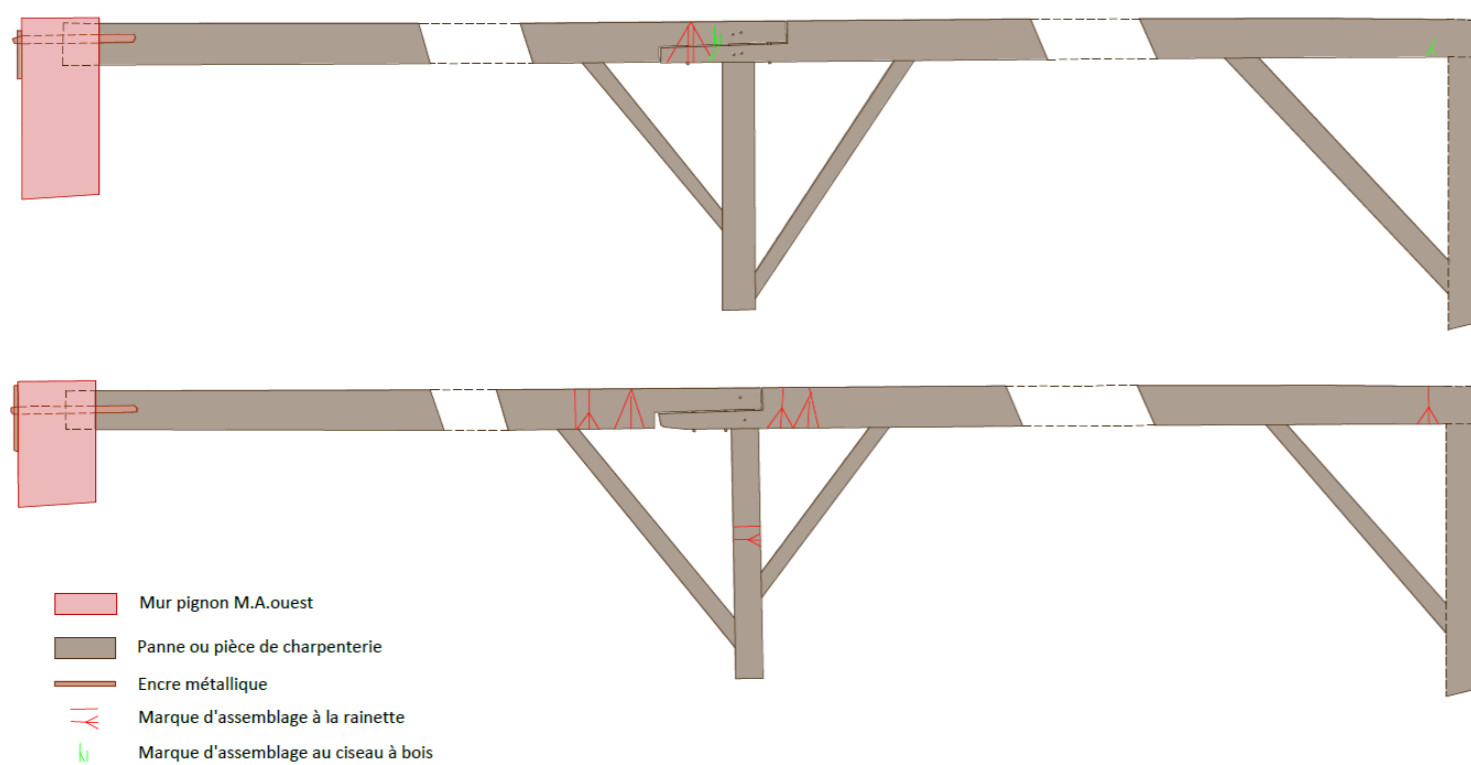 Mur pignon M.A.ouest
Panne ou pièce de charpenterie
Encre métallique
Marque d'assemblage à la rainette
Marque d'assemblage au ciseau à bois